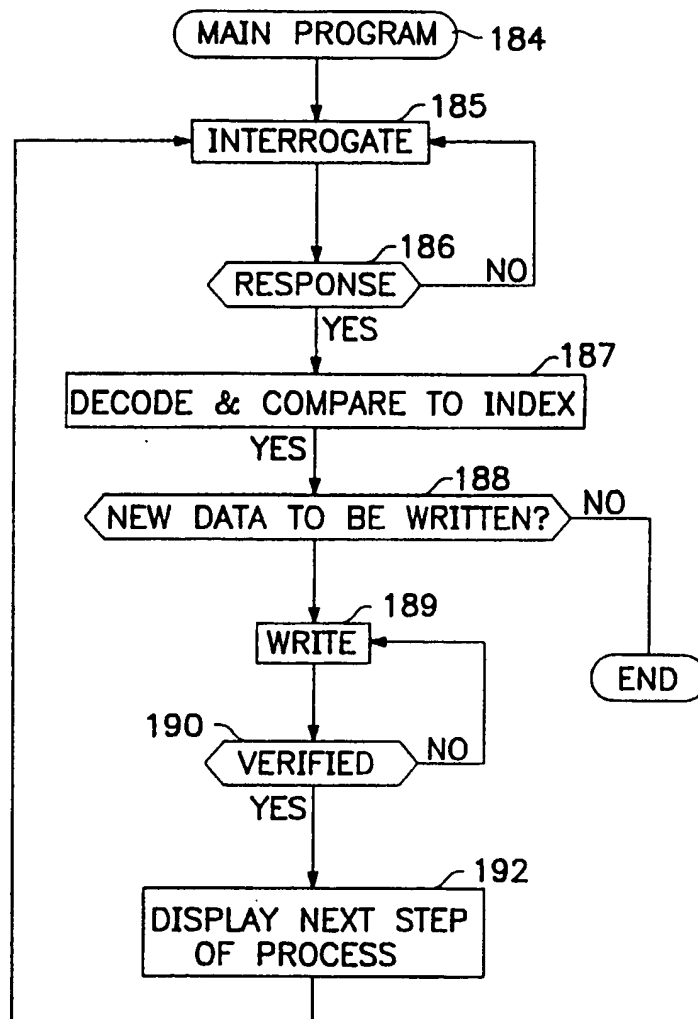 MAIN PROGRAM 184
185
INTERROGATE
186
RESPONSE NO
YES
187
DECODE & COMPARE TO INDEX
YES
188
NEW DATA TO BE WRITTEN? NO
189
WRITE
END
190
VERIFIED NO
YES
192
DISPLAY NEXT STEP
OF PROCESS